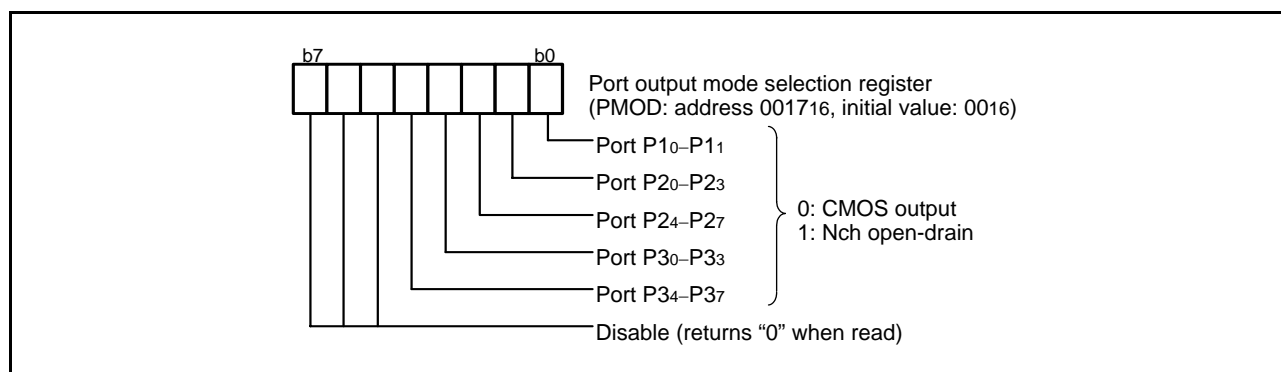 b7 b0
Port output mode selection register
(PMOD: address 001716, initial value: 0016)
Port P10–P11
Port P20–P23
Port P24–P27
Port P30–P33
Port P34–P37
0: CMOS output
1: Nch open-drain
Disable (returns “0” when read)